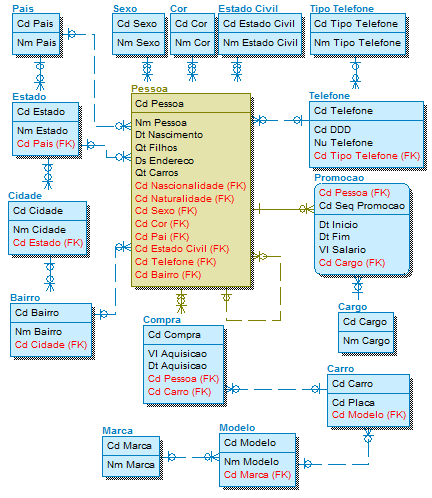 Pais
Cd Pais
Nm Pais
Sexo
Cd Sexo
Nm Sexo
Cor
Cd Cor
Nm Cor
Estado Civil
Cd Estado Civil
Nm Estado Civil
Tipo Telefone
Cd Tipo Telefone
Nm Tipo Telefone
Estado
Cd Estado
Nm Estado
Cd Pais (FK)
Pessoa
Cd Pessoa
Nm Pessoa
Dt Nascimento
Qt Filhos
Ds Endereco
Qt Carros
Cd Nascionalidade (FK)
Cd Naturalidade (FK)
Cd Sexo (FK)
Cd Cor (FK)
Cd Pai (FK)
Cd Estado Civil (FK)
Cd Telefone (FK)
Cd Bairro (FK)
Telefone
Cd Telefone
Cd DDD
Nu Telefone
Cd Tipo Telefone (FK)
Promocao
Cd Pessoa (FK)
Cd Seq Promocao
Dt Inicio
Dt Fim
Vl Salario
Cd Cargo (FK)
Cidade
Cd Cidade
Nm Cidade
Cd Estado (FK)
Bairro
Cd Bairro
Nm Bairro
Cd Cidade (FK)
Cargo
Cd Cargo
Nm Cargo
Compra
Cd Compra
Vl Aquisicao
Dt Aquisicao
Cd Pessoa (FK)
Cd Carro (FK)
Carro
Cd Carro
Cd Placa
Cd Modelo (FK)
Marca
Cd Marca
Nm Marca
Modelo
Cd Modelo
Nm Modelo
Cd Marca (FK)